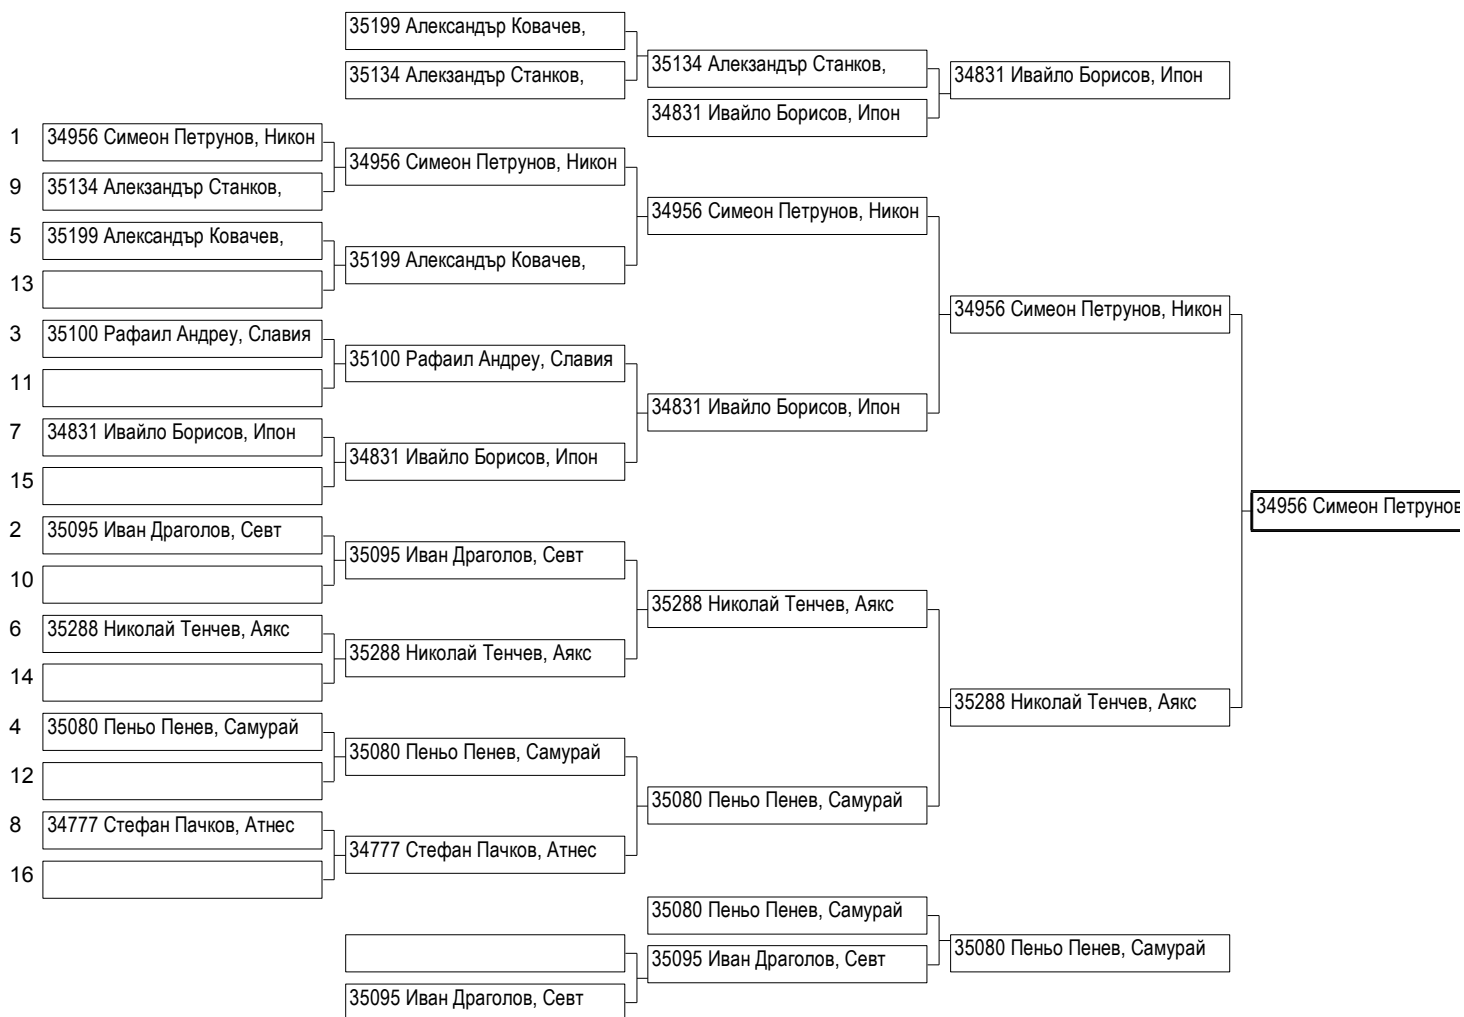 35199 Александър Ковачев,
35134 Алекзандър Станков,
35134 Алекзандър Станков,
34831 Ивайло Борисов, Ипон
34831 Ивайло Борисов, Ипон
1 34956 Симеон Петрунов, Никон
34956 Симеон Петрунов, Никон
9 35134 Алекзандър Станков,
34956 Симеон Петрунов, Никон
5 35199 Александър Ковачев,
35199 Александър Ковачев,
13
34956 Симеон Петрунов, Никон
3 35100 Рафаил Андреу, Славия
35100 Рафаил Андреу, Славия
11
34831 Ивайло Борисов, Ипон
7 34831 Ивайло Борисов, Ипон
34831 Ивайло Борисов, Ипон
15
34956 Симеон Петрунов
2 35095 Иван Драголов, Севт
35095 Иван Драголов, Севт
10
35288 Николай Тенчев, Аякс
6 35288 Николай Тенчев, Аякс
35288 Николай Тенчев, Аякс
14
35288 Николай Тенчев, Аякс
4 35080 Пеньо Пенев, Самурай
35080 Пеньо Пенев, Самурай
12
35080 Пеньо Пенев, Самурай
8 34777 Стефан Пачков, Атнес
34777 Стефан Пачков, Атнес
16
35080 Пеньо Пенев, Самурай
35080 Пеньо Пенев, Самурай
35095 Иван Драголов, Севт
35095 Иван Драголов, Севт